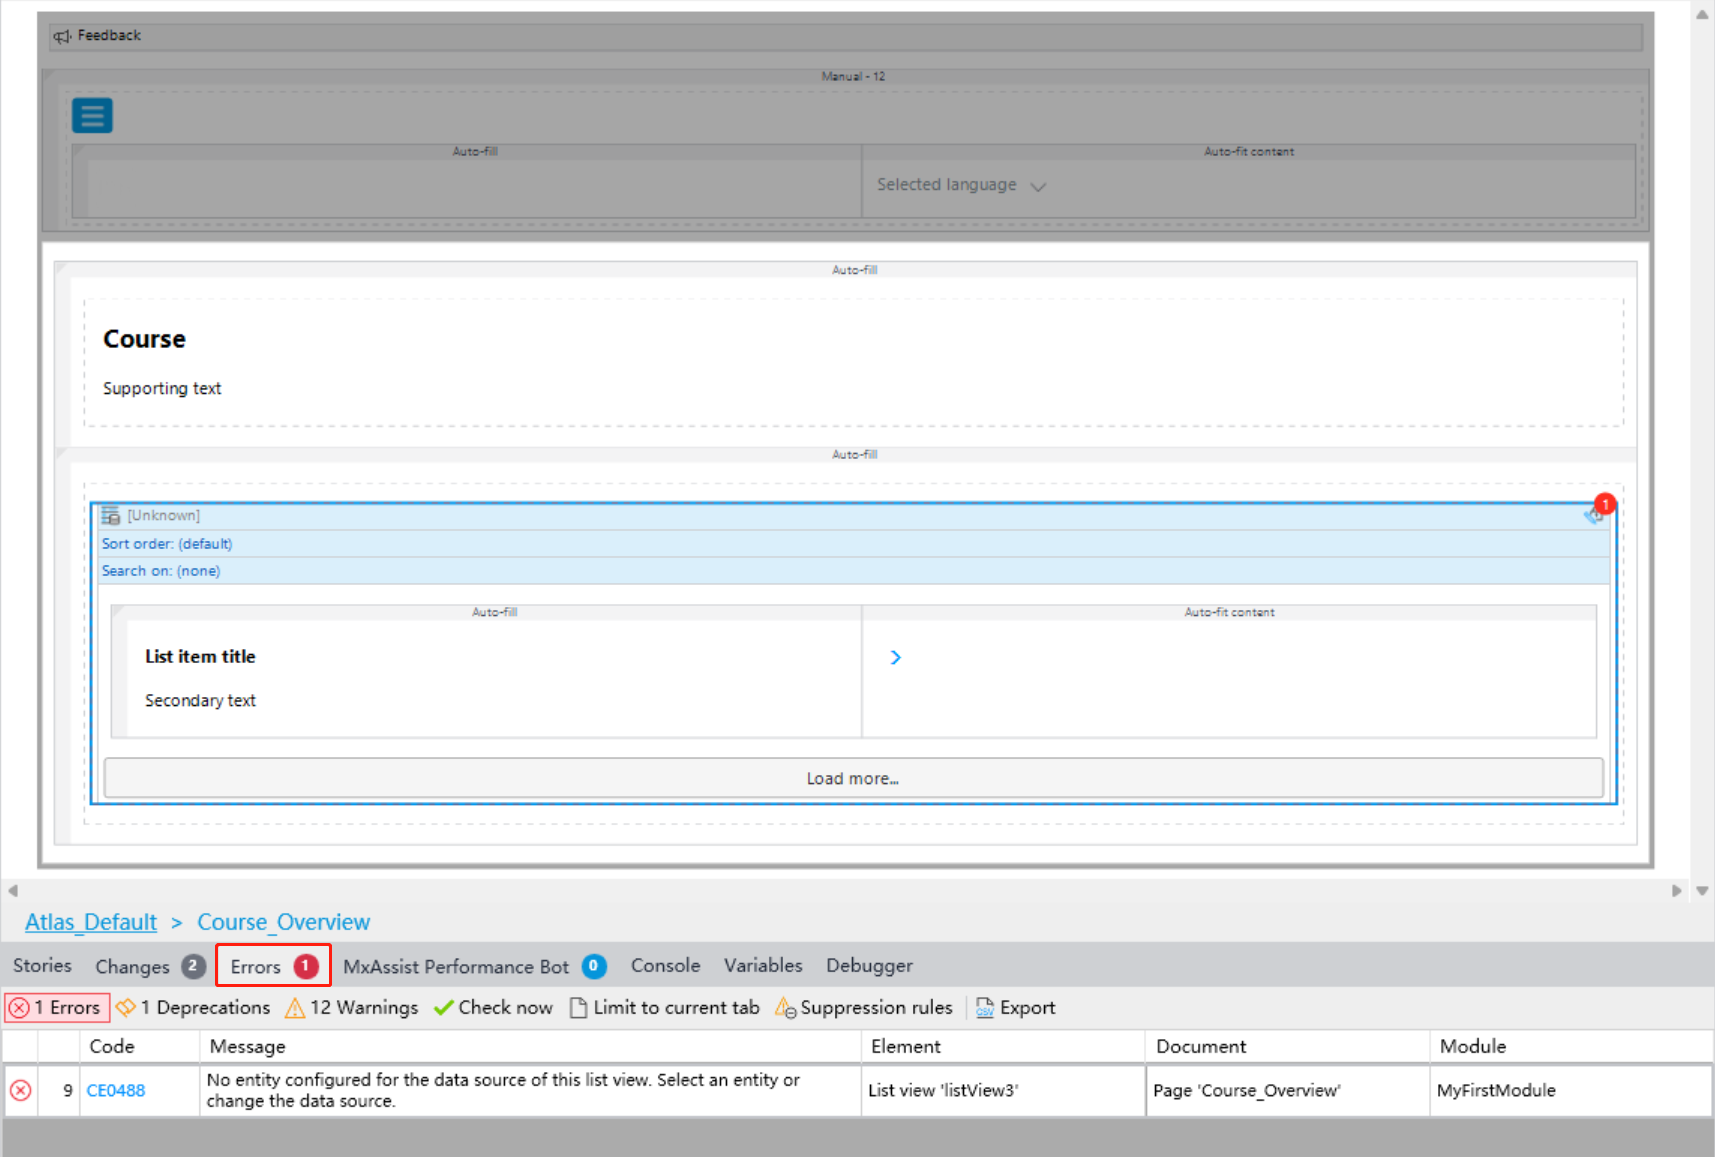 Feedback
Manual - 12
Auto-fill
Auto-fit content
Selected language
Auto-fill
Course
Supporting text
Auto-fill
[Unknown]
1
Sort order: (default)
Search on: (none)
Auto-fill
Auto-fit content
List item title
Secondary text
Load more...
Atlas_Default > Course_Overview
Stories Changes 2 Errors 1 MxAssist Performance Bot 0 Console Variables Debugger
1 Errors 1 Deprecations 12 Warnings Check now Limit to current tab Suppression rules CSV Export
Code Message Element Document Module
9 CE0488 No entity configured for the data source of this list view. Select an entity or
change the data source.
List view 'listView3' Page 'Course_Overview' MyFirstModule